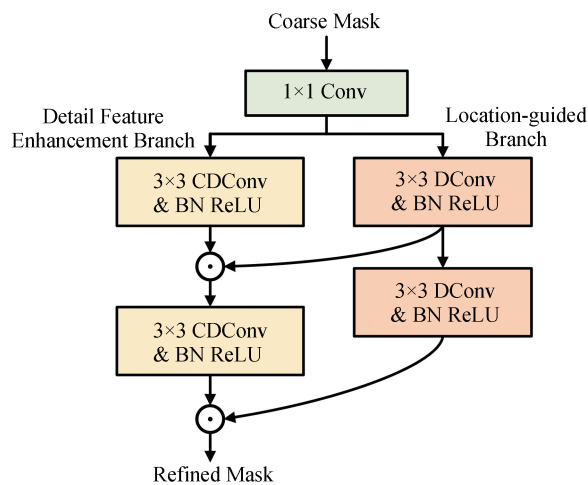 Coarse Mask
1×1 Conv
Detail Feature
Enhancement Branch
Location-guided
Branch
3×3 CDConv
& BN ReLU
3×3 DConv
& BN ReLU
3×3 DConv
& BN ReLU
3×3 CDConv
& BN ReLU
Refined Mask